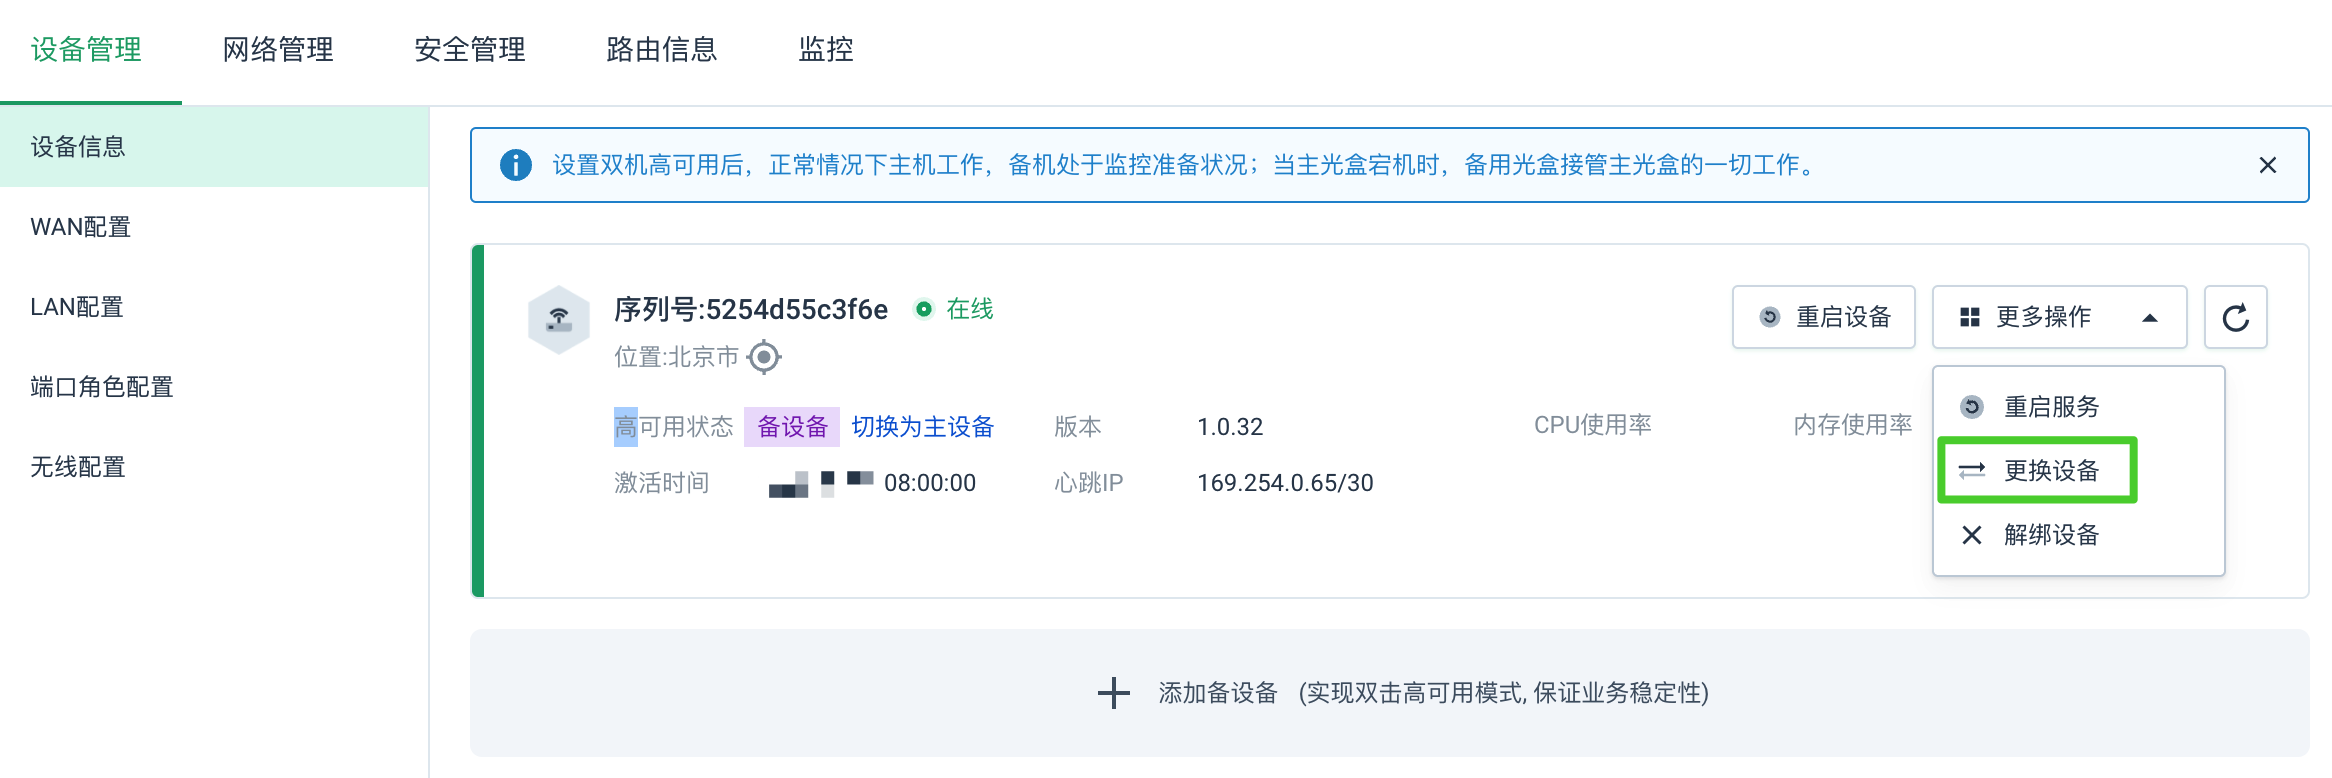 设备管理 网络管理 安全管理 路由信息 监控
设备信息
WAN配置
LAN配置
端口角色配置
无线配置
设置双机高可用后，正常情况下主机工作，备机处于监控准备状况；当主光盒宕机时，备用光盒接管主光盒的一切工作。
序列号:5254d55c3f6e 在线
位置:北京市
重启设备 更多操作
高可用状态 备设备 切换为主设备 版本 1.0.32 CPU使用率 内存使用率
激活时间 08:00:00 心跳IP 169.254.0.65/30
重启服务
更换设备
解绑设备
添加备设备 (实现双击高可用模式, 保证业务稳定性)